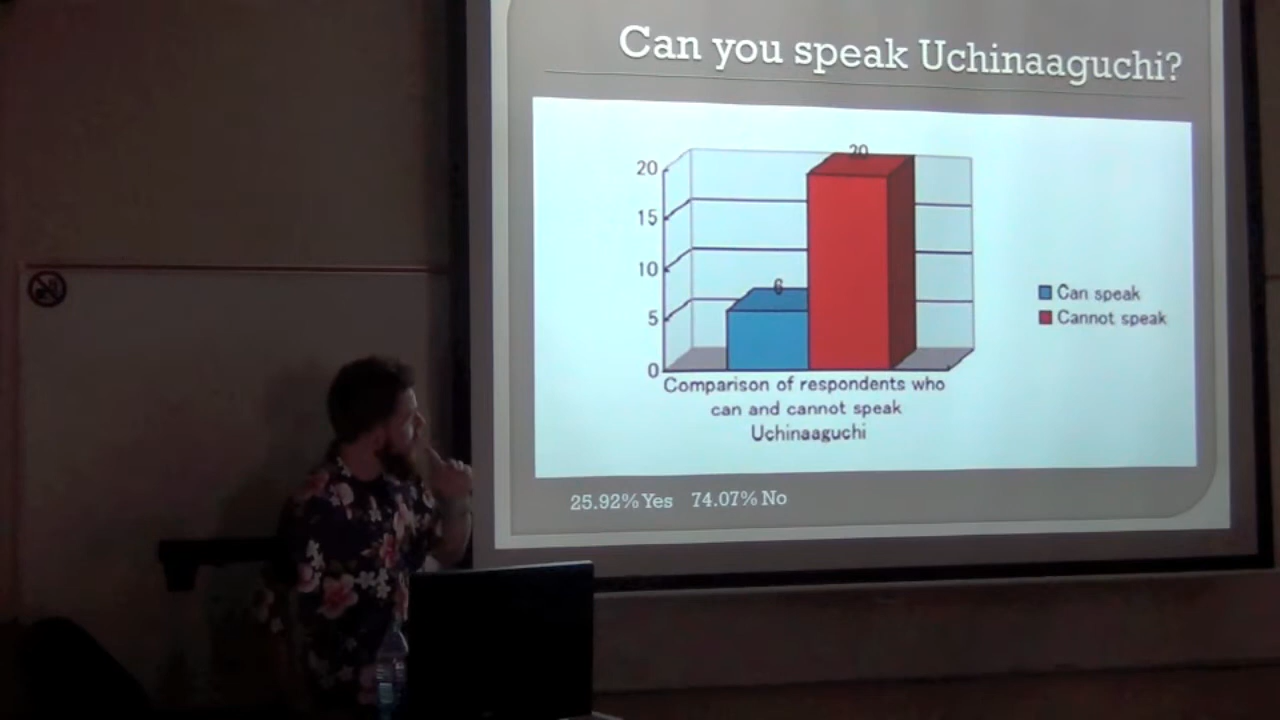 Can you speak Uchinaaguchi?
20
20
15
10
6
5
0
Can speak
Cannot speak
Comparison of respondents who
can and cannot speak
Uchinaaguchi
25.92% Yes 74.07% No